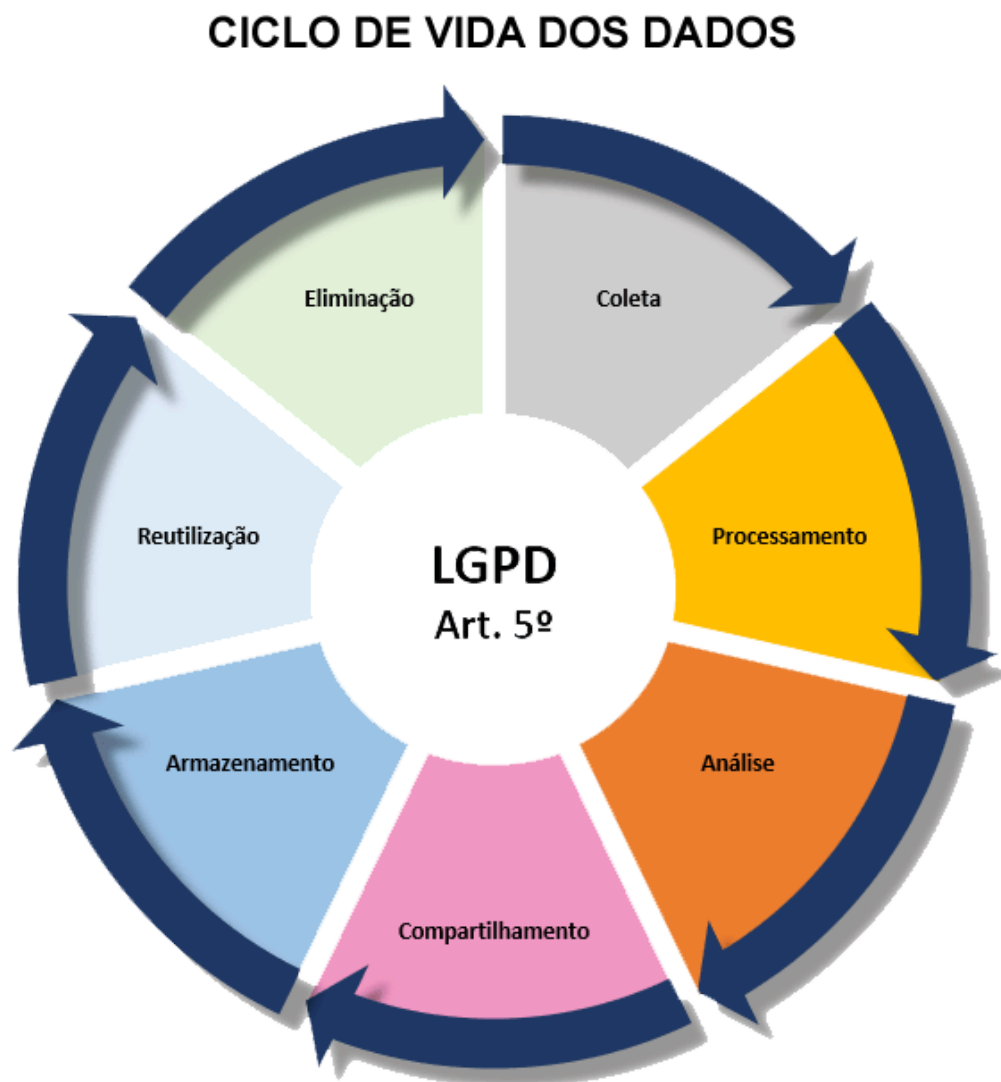 CICLO DE VIDA DOS DADOS
Eliminação
Coleta
Reutilização
Processamento
LGPD
Art. 5º
Armazenamento
Análise
Compartilhamento